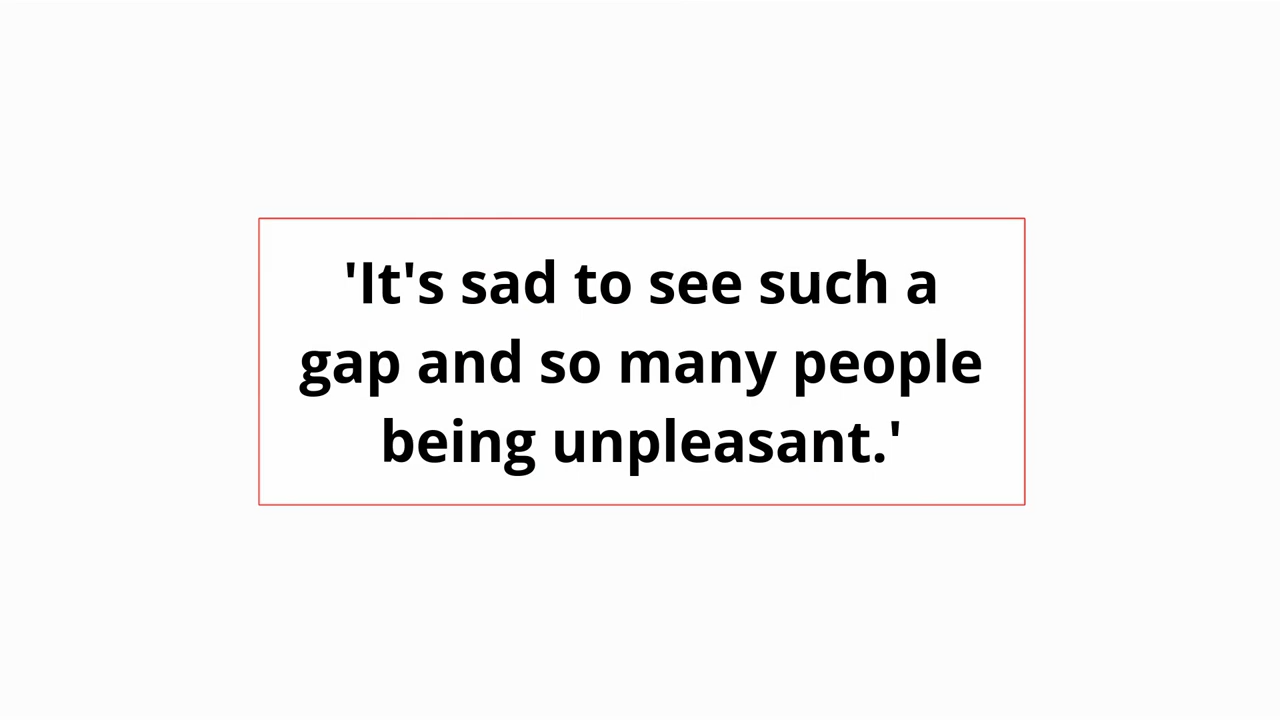 'It's sad to see such a
gap and so many people
being unpleasant.'